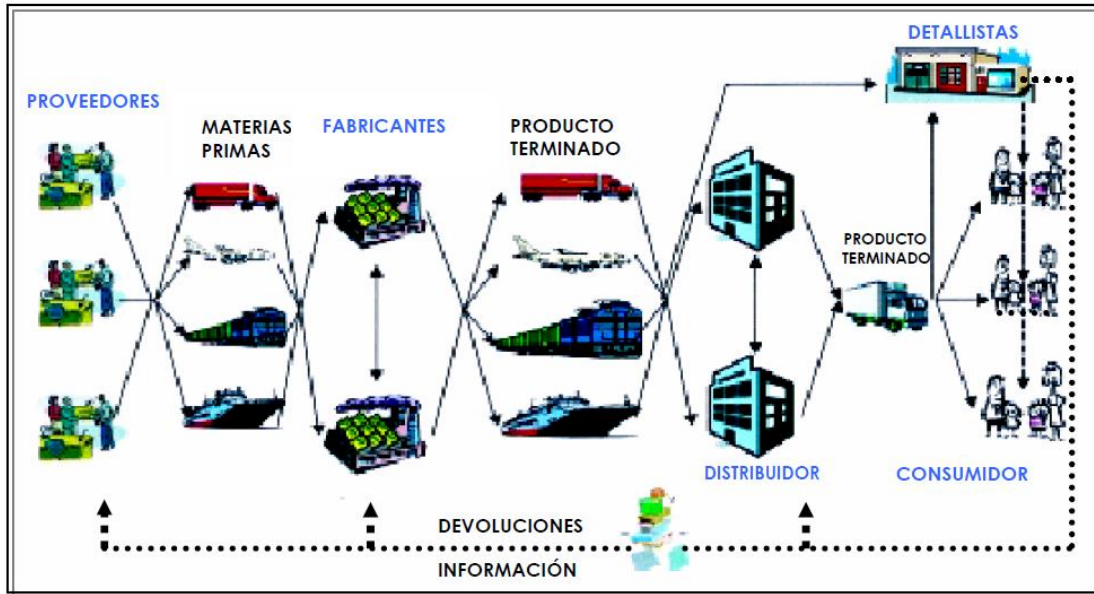 DETALLISTAS
PROVEEDORES
MATERIAS
PRIMAS
FABRICANTES
PRODUCTO
TERMINADO
PRODUCTO
TERMINADO
DISTRIBUIDOR
CONSUMIDOR
DEVOLUCIONES
INFORMACIÓN